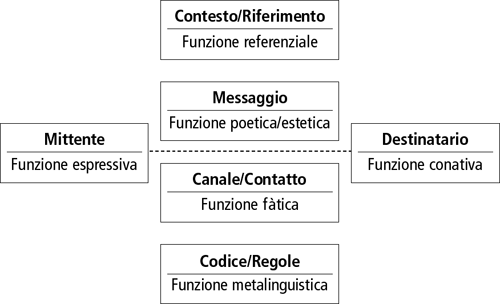 Contesto/Riferimento
Funzione referenziale
Messaggio
Funzione poetica/estetica
Mittente
Funzione espressiva
Destinatario
Funzione conativa
Canale/Contatto
Funzione fàtica
Codice/Regole
Funzione metalinguistica